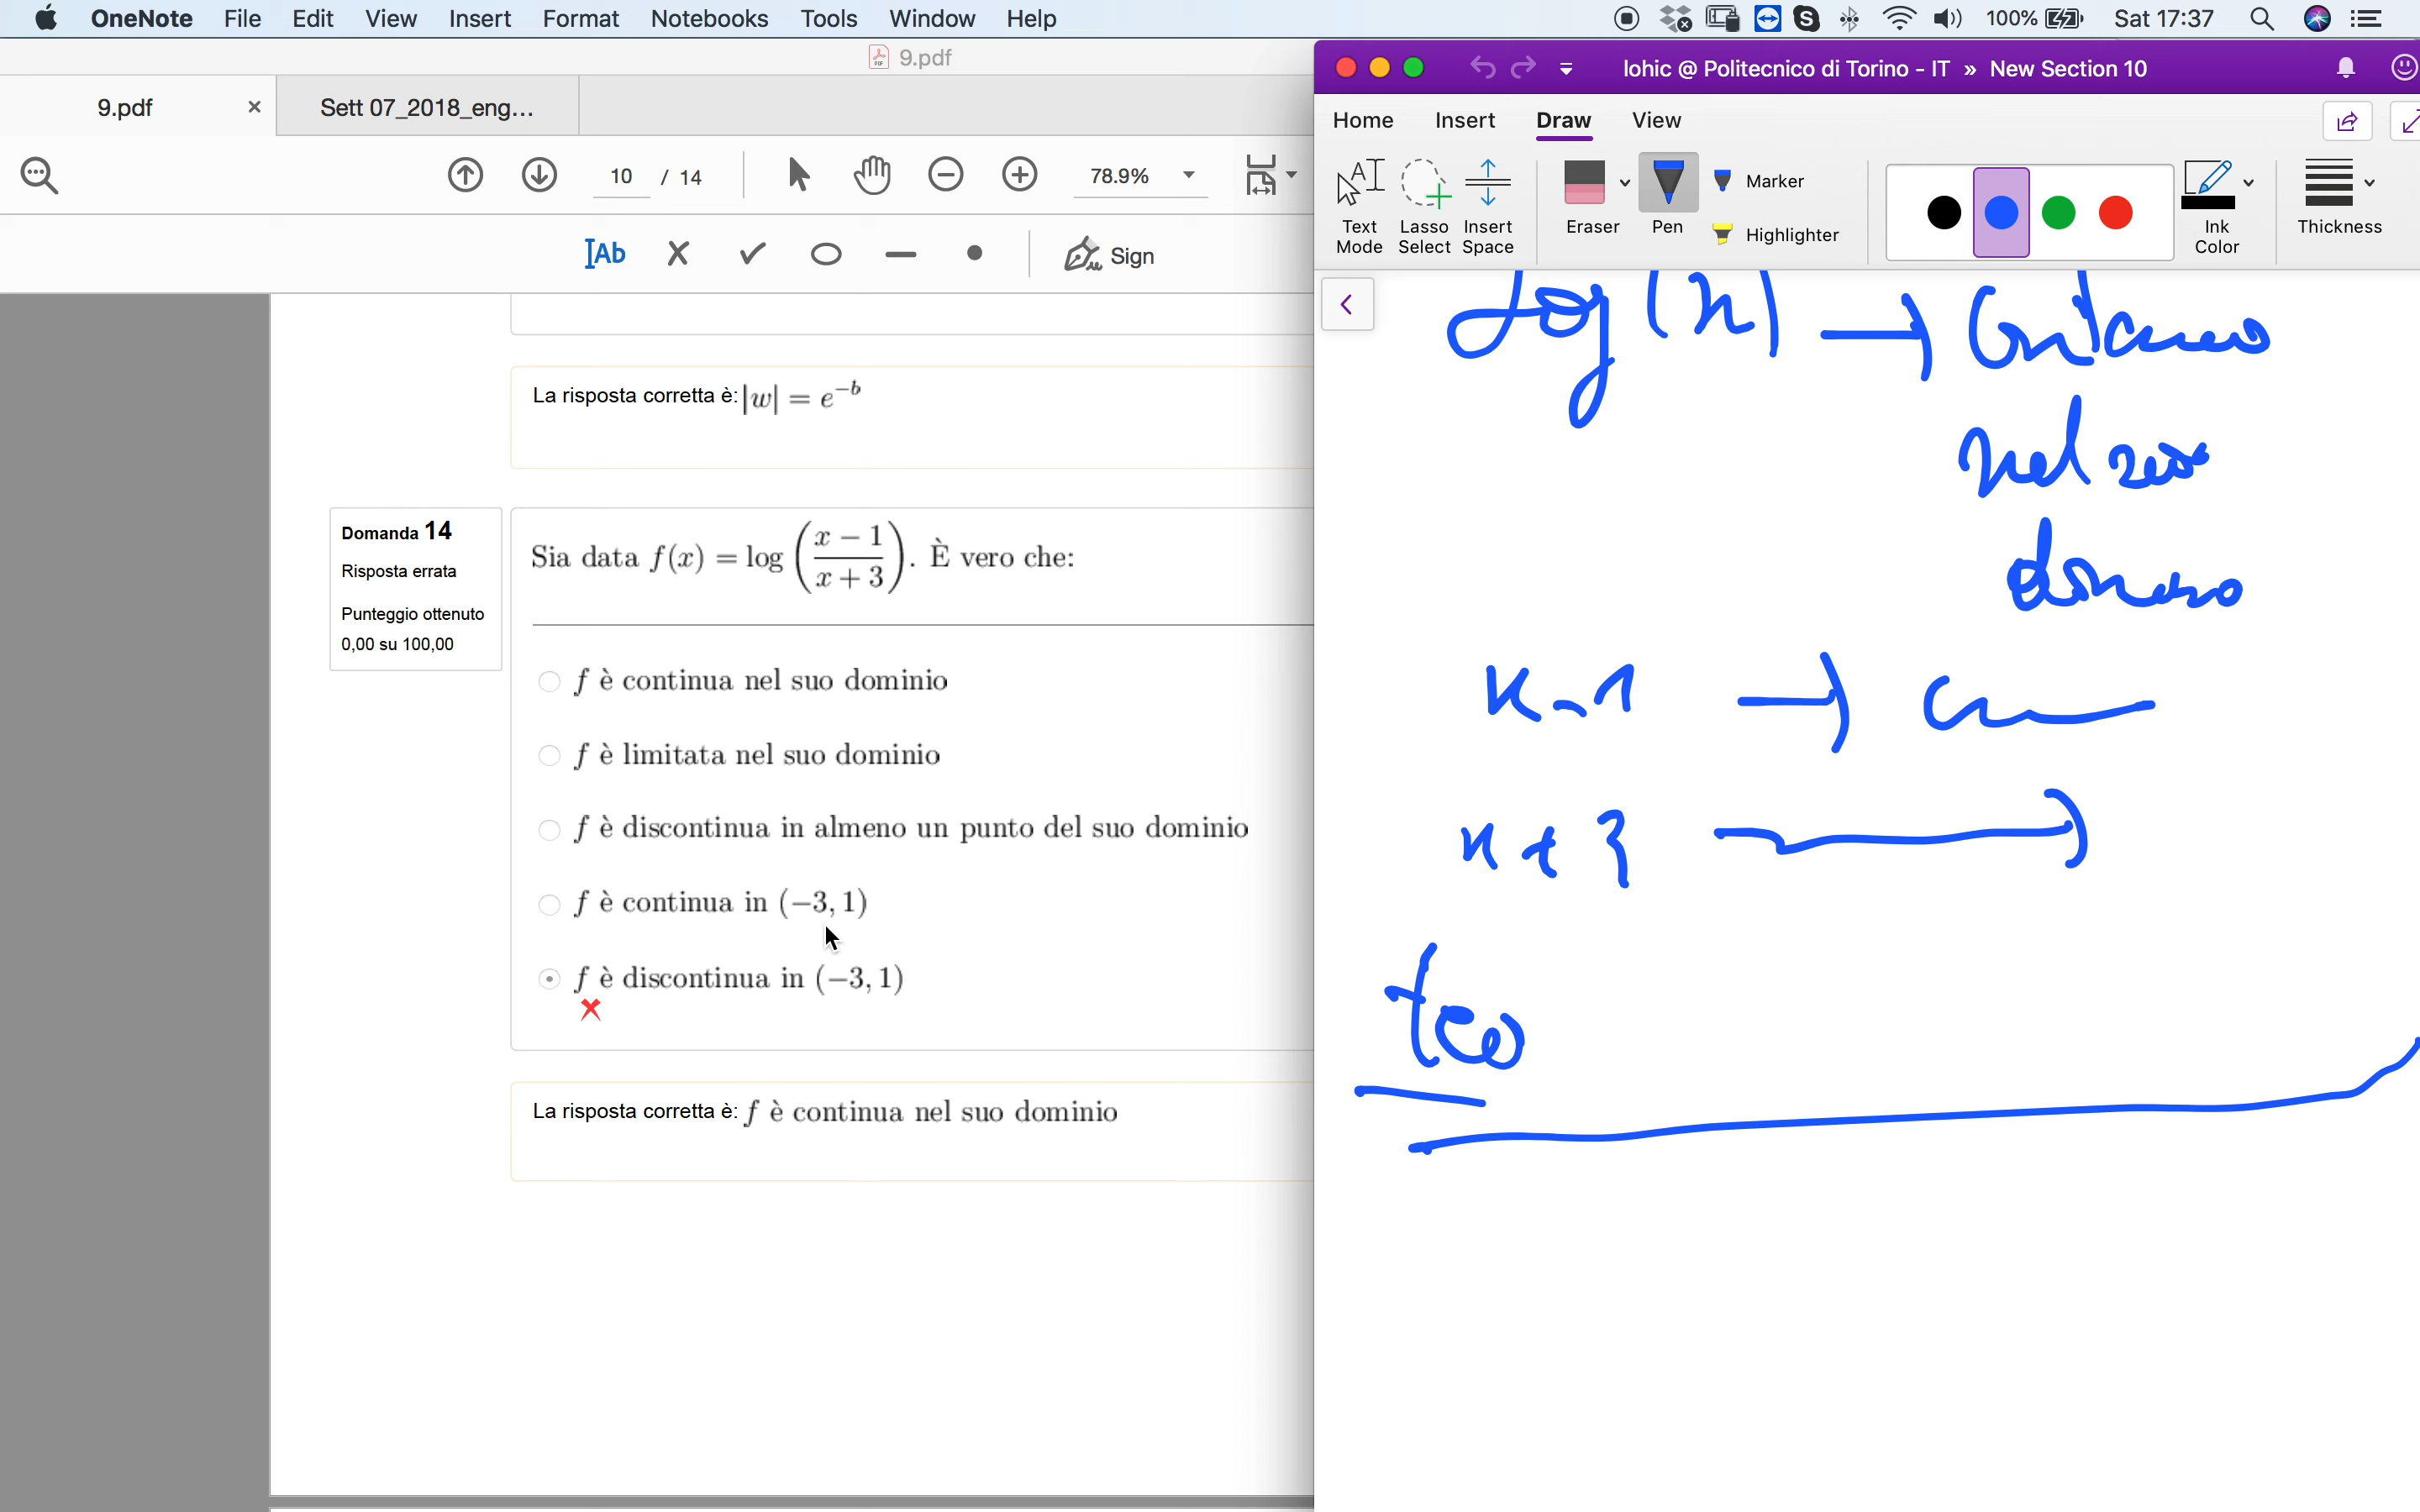 OneNote File Edit View Insert Format Notebooks Tools Window Help 100% Sat 17:37
9.pdf
9.pdf Sett 07_2018_eng...
10 / 14 78.9%
Ab Sign
La risposta corretta è: |w| = e^{-b}
Domanda 14
Risposta errata
Punteggio ottenuto
0,00 su 100,00
Sia data f(x) = log((x − 1)/(x + 3)). È vero che:
f è continua nel suo dominio
f è limitata nel suo dominio
f è discontinua in almeno un punto del suo dominio
f è continua in (−3, 1)
f è discontinua in (−3, 1)
La risposta corretta è: f è continua nel suo dominio
lohic @ Politecnico di Torino - IT » New Section 10
Home Insert Draw View
Text Mode
Lasso Select
Insert Space
Eraser
Pen
Marker
Highlighter
Ink Color
Thickness
log(x) →
nel
x - 1 →
x + 3